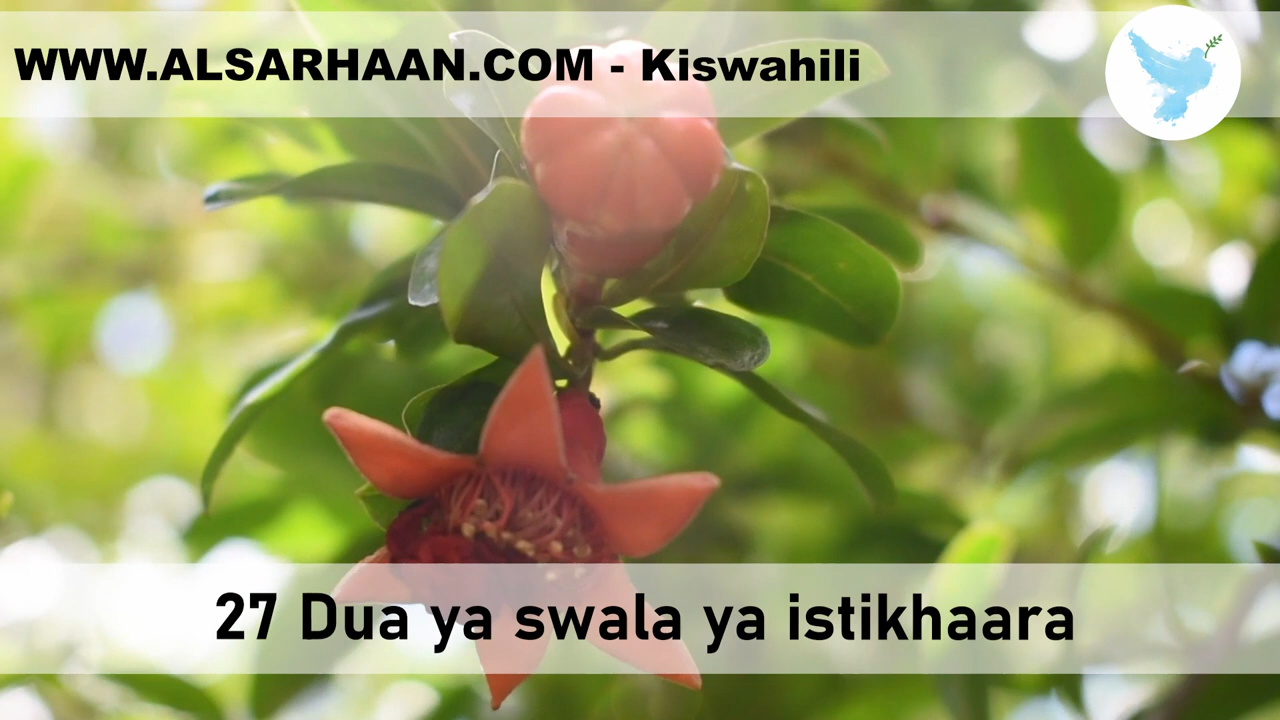 WWW.ALSARHAAN.COM - Kiswahili
27 Dua ya swala ya istikhaara